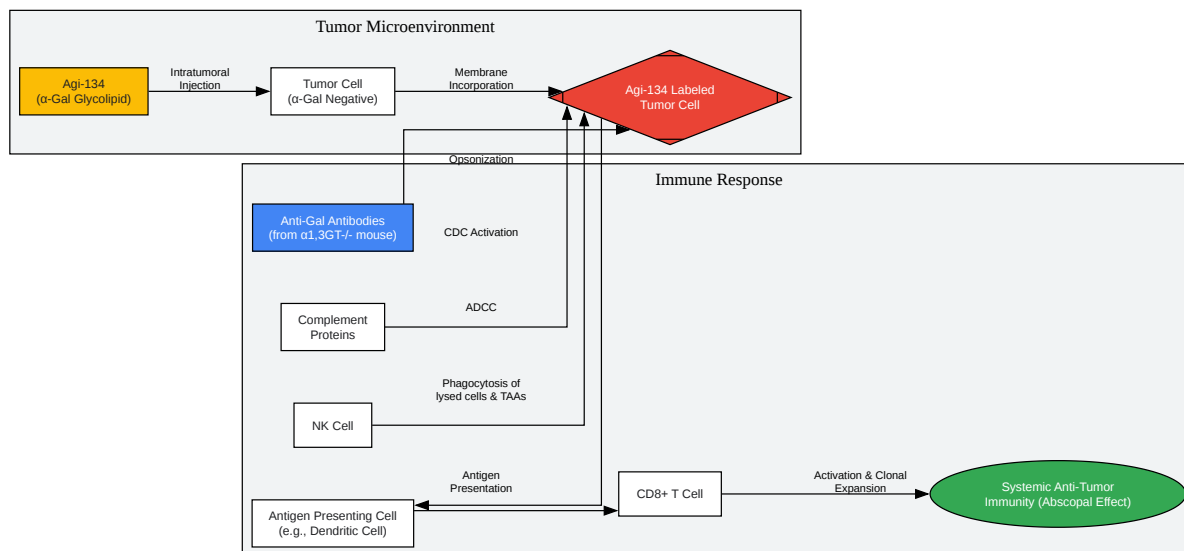 Tumor Microenvironment
Agi-134
(α-Gal Glycolipid)
Intratumoral
Injection
Tumor Cell
(α-Gal Negative)
Membrane
Incorporation
Agi-134 Labeled
Tumor Cell
Opsonization
Immune Response
Anti-Gal Antibodies
(from α1,3GT-/- mouse)
CDC Activation
Complement
Proteins
ADCC
NK Cell
Phagocytosis of
lysed cells & TAAs
Antigen Presenting Cell
(e.g., Dendritic Cell)
Antigen
Presentation
CD8+ T Cell
Activation & Clonal
Expansion
Systemic Anti-Tumor
Immunity (Abscopal Effect)